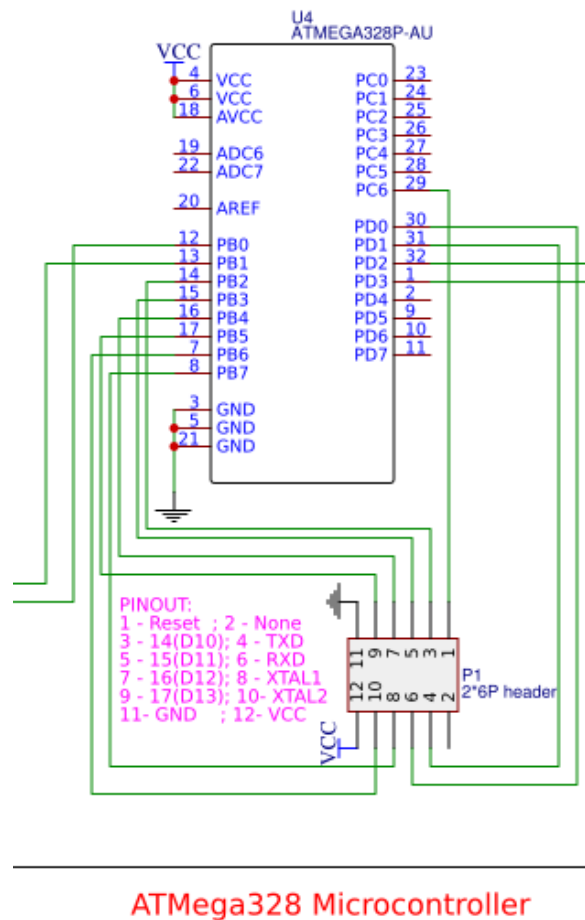 U4
ATMEGA328P-AU
VCC
4 VCC PC0 23
6 VCC PC1 24
18 AVCC PC2 25
PC3 26
19 ADC6 PC4 27
22 ADC7 PC5 28
PC6 29
20 AREF
PD0 30
12 PB0 PD1 31
13 PB1 PD2 32
14 PB2 PD3 1
15 PB3 PD4 2
16 PB4 PD5 9
17 PB5 PD6 10
7 PB6 PD7 11
8 PB7
3 GND
5 GND
21 GND
PINOUT:
1 - Reset ; 2 - None
3 - 14(D10); 4 - TXD
5 - 15(D11); 6 - RXD
7 - 16(D12); 8 - XTAL1
9 - 17(D13); 10- XTAL2
11- GND ; 12- VCC
11 9 7 5 3 1
12 10 8 6 4 2
P1
2*6P header
VCC
ATMega328 Microcontroller